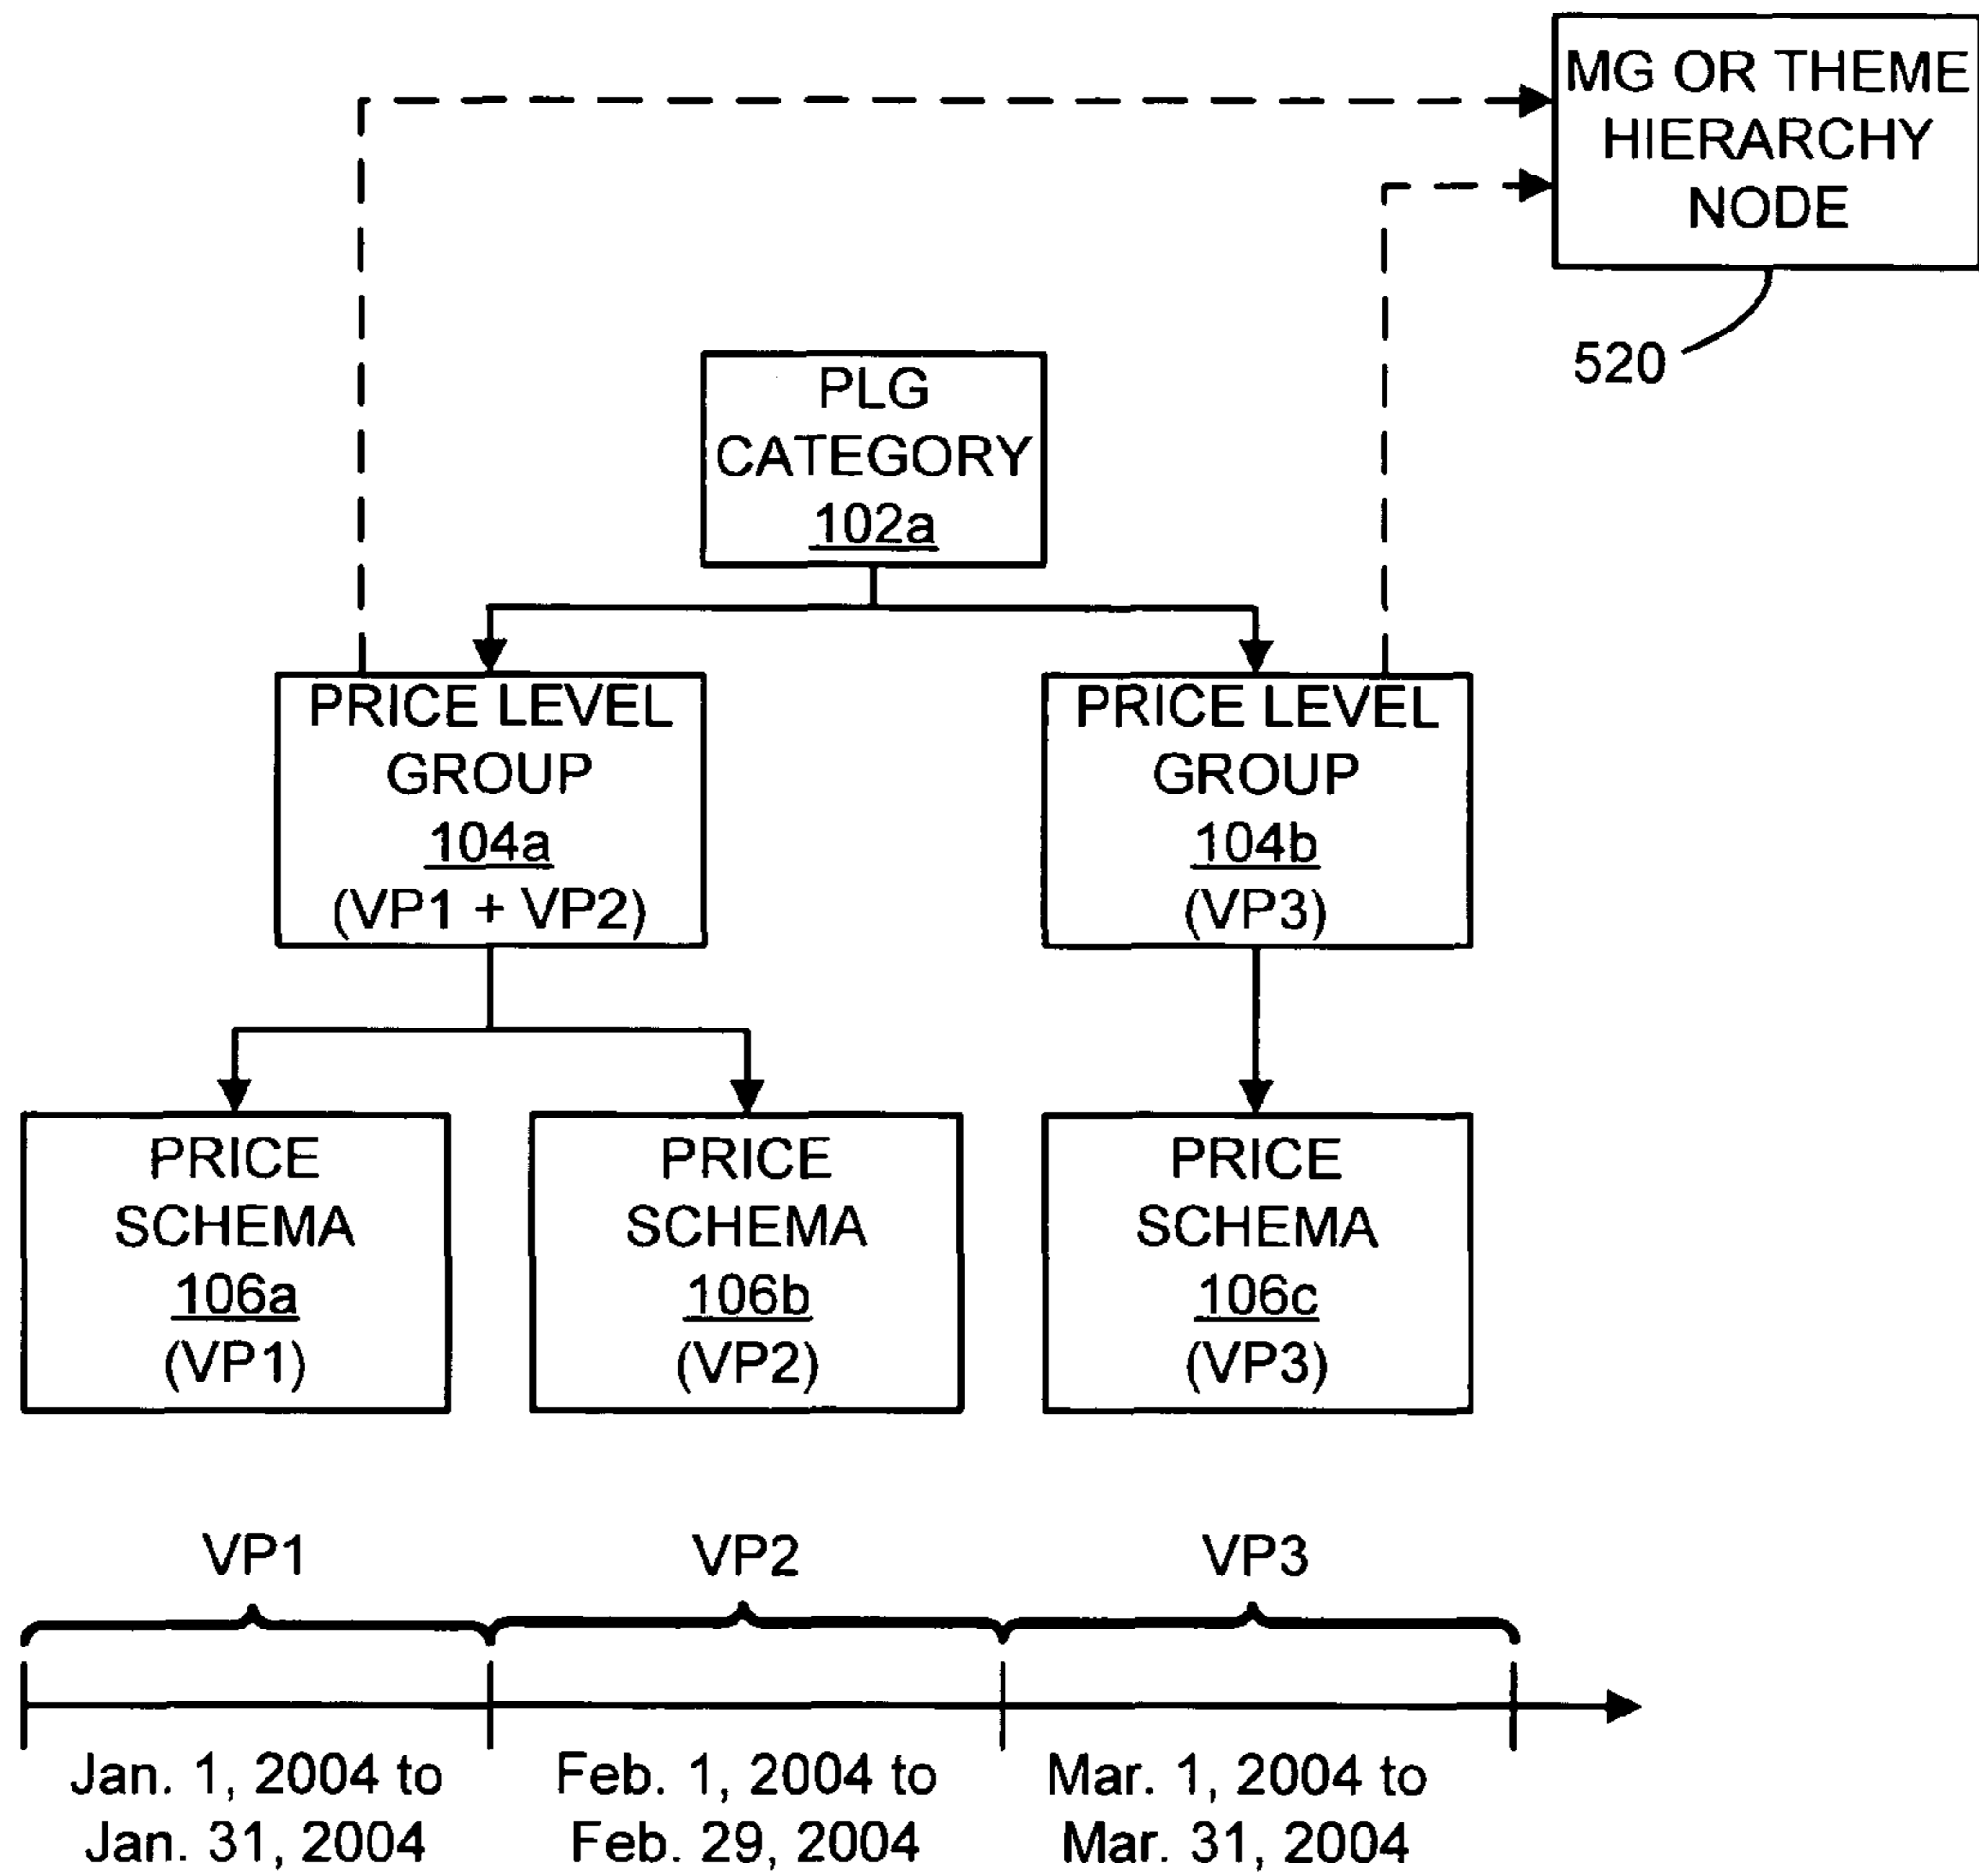 MG OR THEME
HIERARCHY
NODE
520
PLG
CATEGORY
102a
PRICE LEVEL
GROUP
104a
(VP1 + VP2)
PRICE LEVEL
GROUP
104b
(VP3)
PRICE
SCHEMA
106a
(VP1)
PRICE
SCHEMA
106b
(VP2)
PRICE
SCHEMA
106c
(VP3)
VP1
VP2
VP3
Jan. 1, 2004 to
Jan. 31, 2004
Feb. 1, 2004 to
Feb. 29, 2004
Mar. 1, 2004 to
Mar. 31, 2004